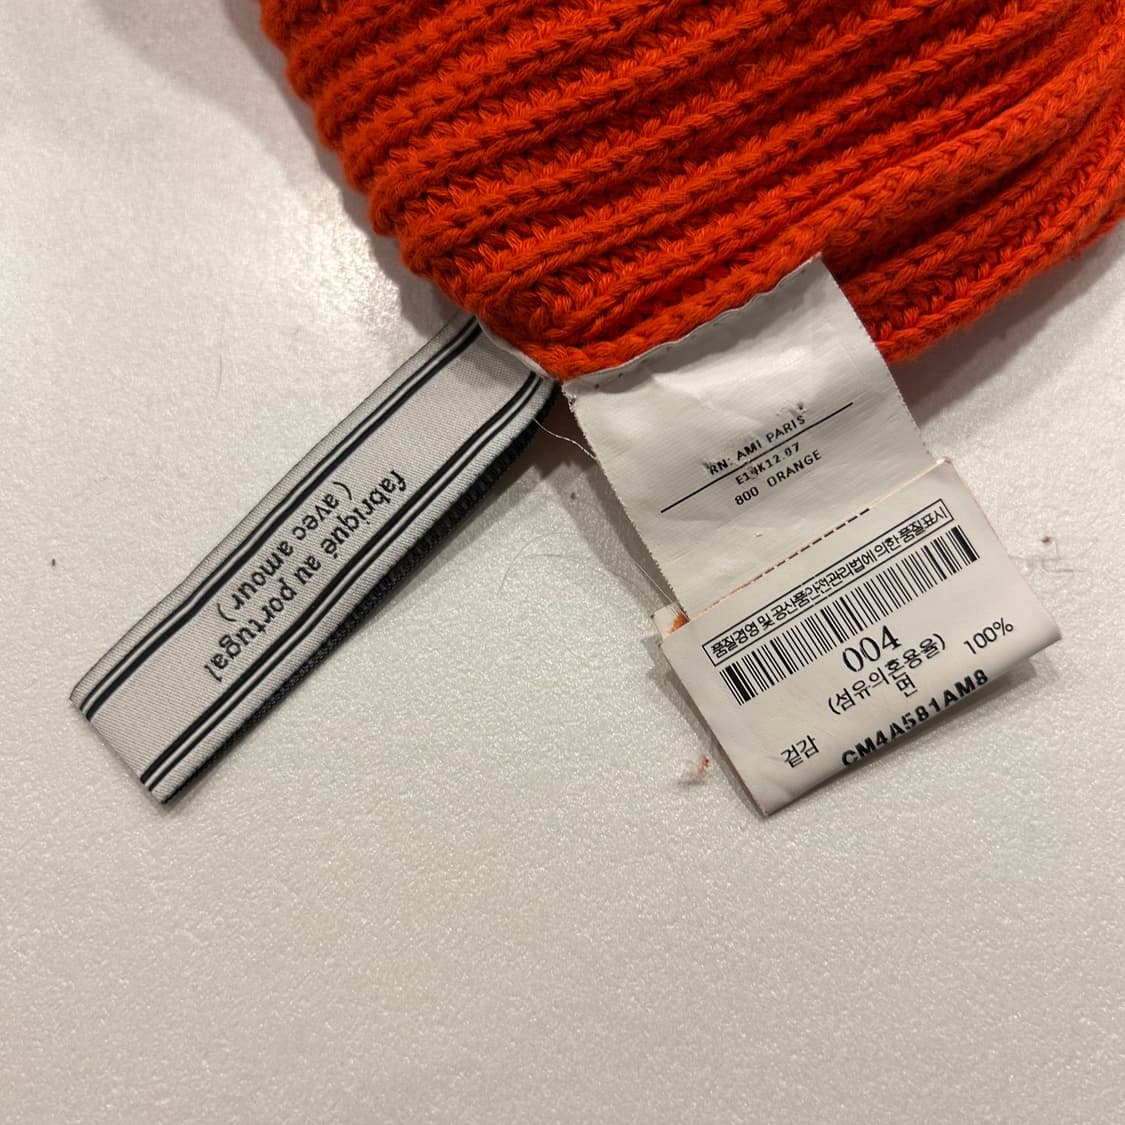 fabriqué au portugal
(avec amour)
RN: AMI PARIS
E19K12.07
800 ORANGE
품질경영 및 공산품안전관리법에 의한 품질표시
004
(섬유의혼용율)
겉감 면 100%
CM4A581AM8